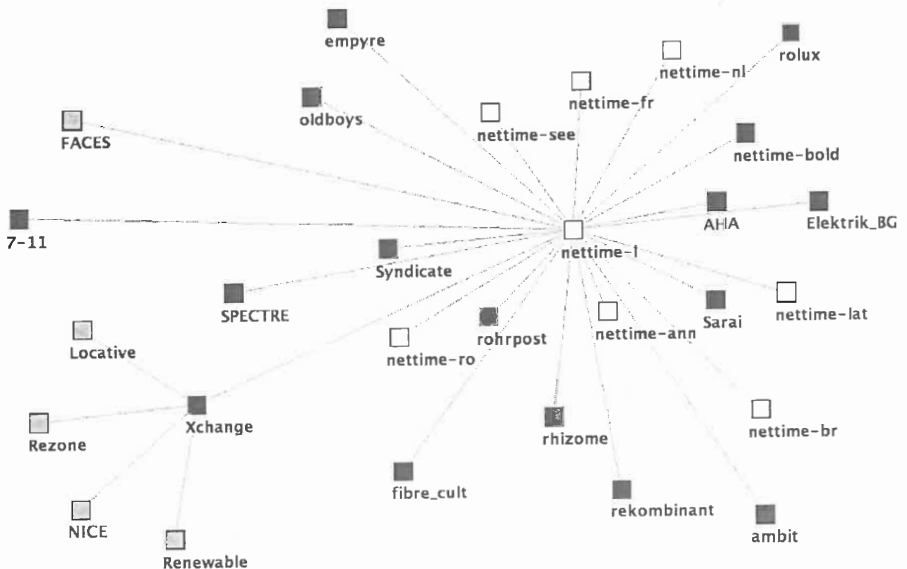 empyre
nettime-nl
rolux
nettime-fr
oldboys
nettime-see
FACES
nettime-bold
AHA
Elektrik_BG
7-11
nettime-l
Syndicate
SPECTRE
Sarai
nettime-lat
rohrpost
nettime-ann
Locative
nettime-ro
Xchange
nettime-br
Rezone
rhizome
fibre_cult
rekombinant
NICE
ambit
Renewable